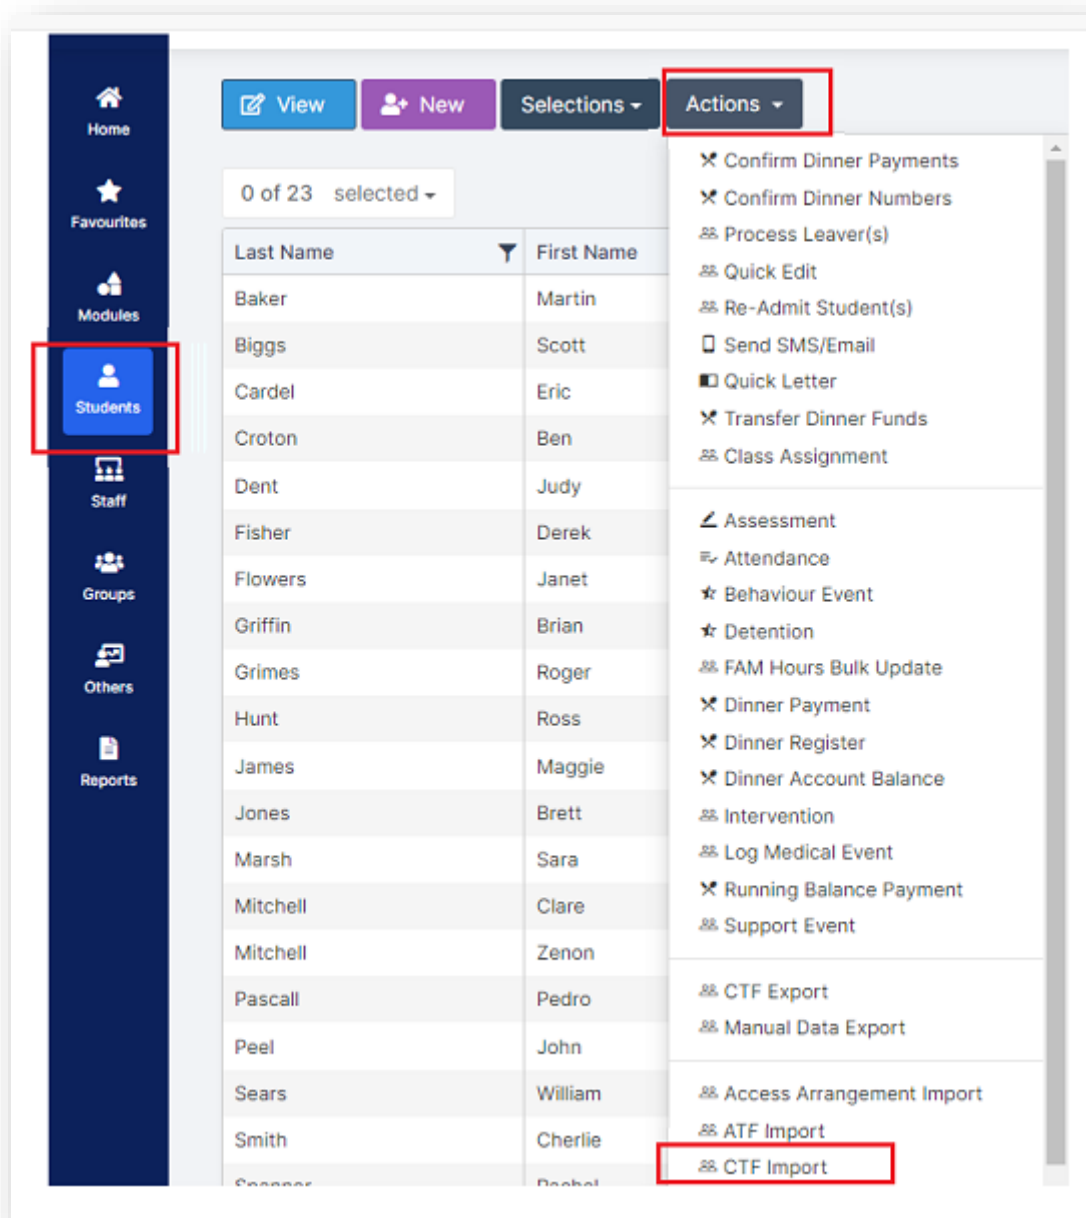 Home
Favourites
Modules
Students
Staff
Groups
Others
Reports
View New Selections Actions
0 of 23 selected
Last Name First Name
Baker Martin
Biggs Scott
Cardel Eric
Croton Ben
Dent Judy
Fisher Derek
Flowers Janet
Griffin Brian
Grimes Roger
Hunt Ross
James Maggie
Jones Brett
Marsh Sara
Mitchell Clare
Mitchell Zenon
Pascall Pedro
Peel John
Sears William
Smith Cherlie
Confirm Dinner Payments
Confirm Dinner Numbers
Process Leaver(s)
Quick Edit
Re-Admit Student(s)
Send SMS/Email
Quick Letter
Transfer Dinner Funds
Class Assignment
Assessment
Attendance
Behaviour Event
Detention
FAM Hours Bulk Update
Dinner Payment
Dinner Register
Dinner Account Balance
Intervention
Log Medical Event
Running Balance Payment
Support Event
CTF Export
Manual Data Export
Access Arrangement Import
ATF Import
CTF Import